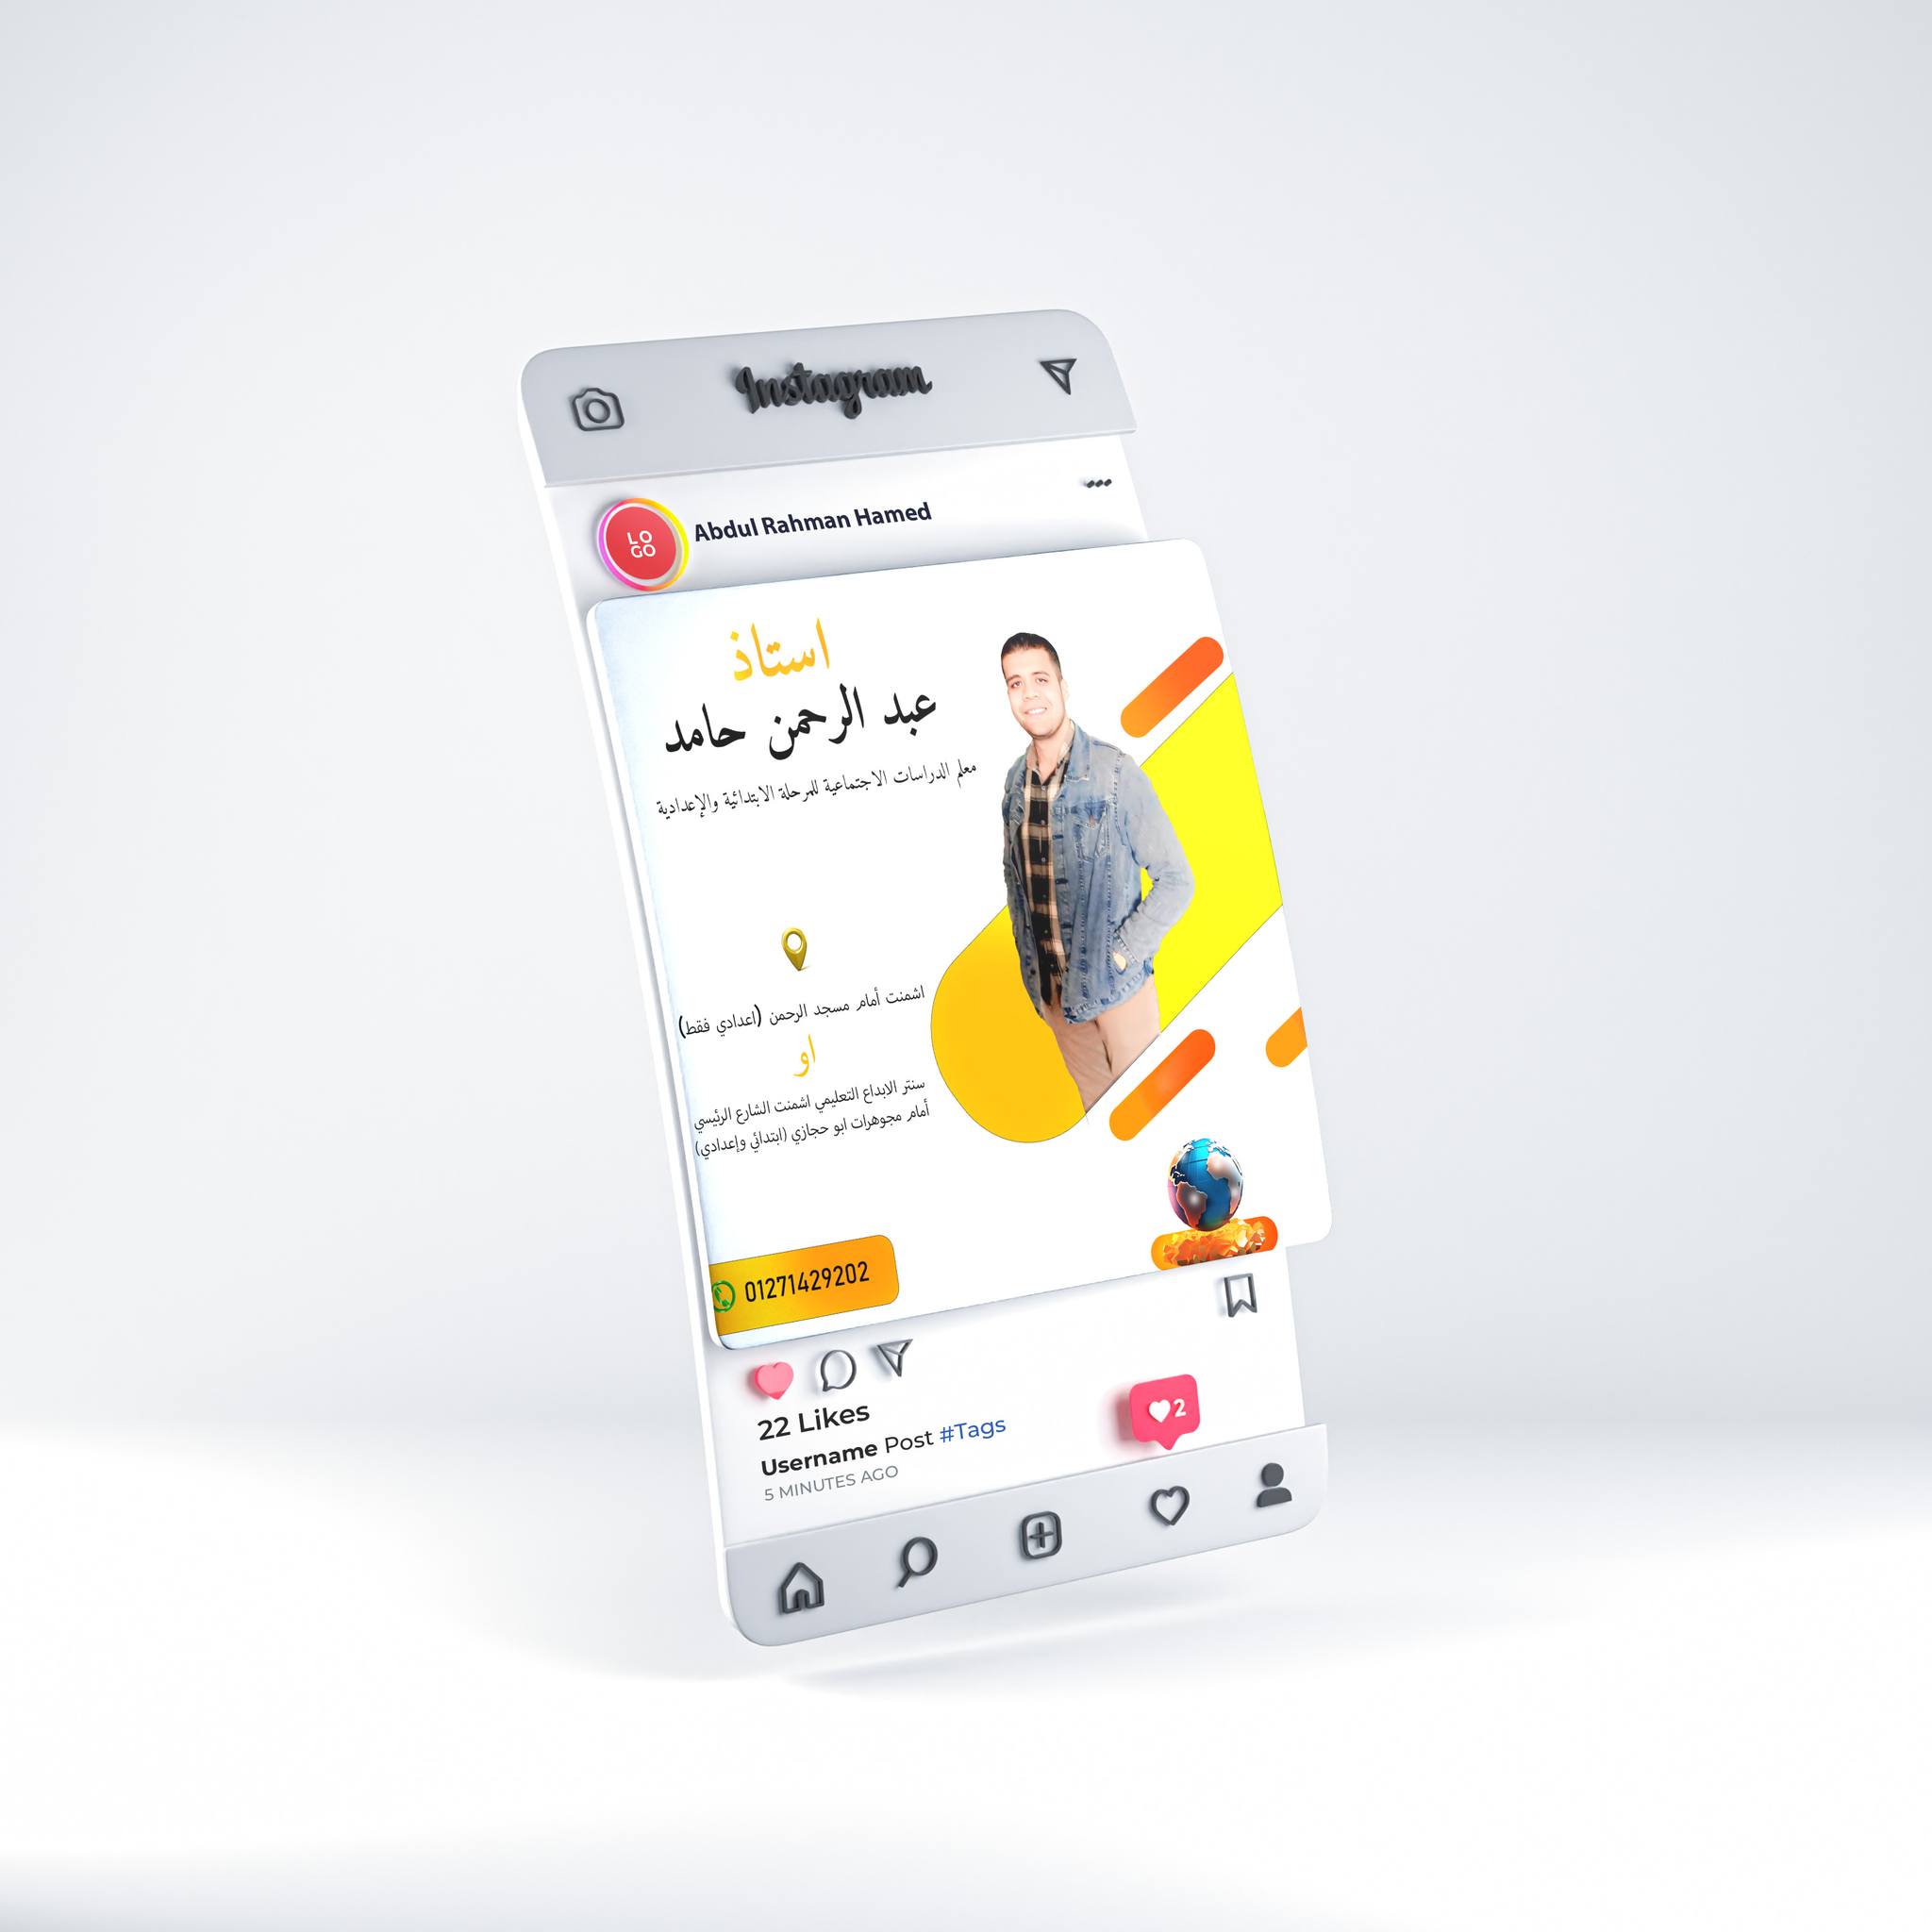 Instagram
LO
GO
Abdul Rahman Hamed
استاذ
عبد الرحمن حامد
معلم الدراسات الاجتماعية للمرحلة الابتدائية والإعدادية
اشمنت أمام مسجد الرحمن (اعدادي فقط)
او
سنتر الابداع التعليمي اشمنت الشارع الرئيسي
أمام مجوهرات ابو حجازي (ابتدائي وإعدادي)
01271429202
22 Likes
2
Username Post #Tags
5 MINUTES AGO